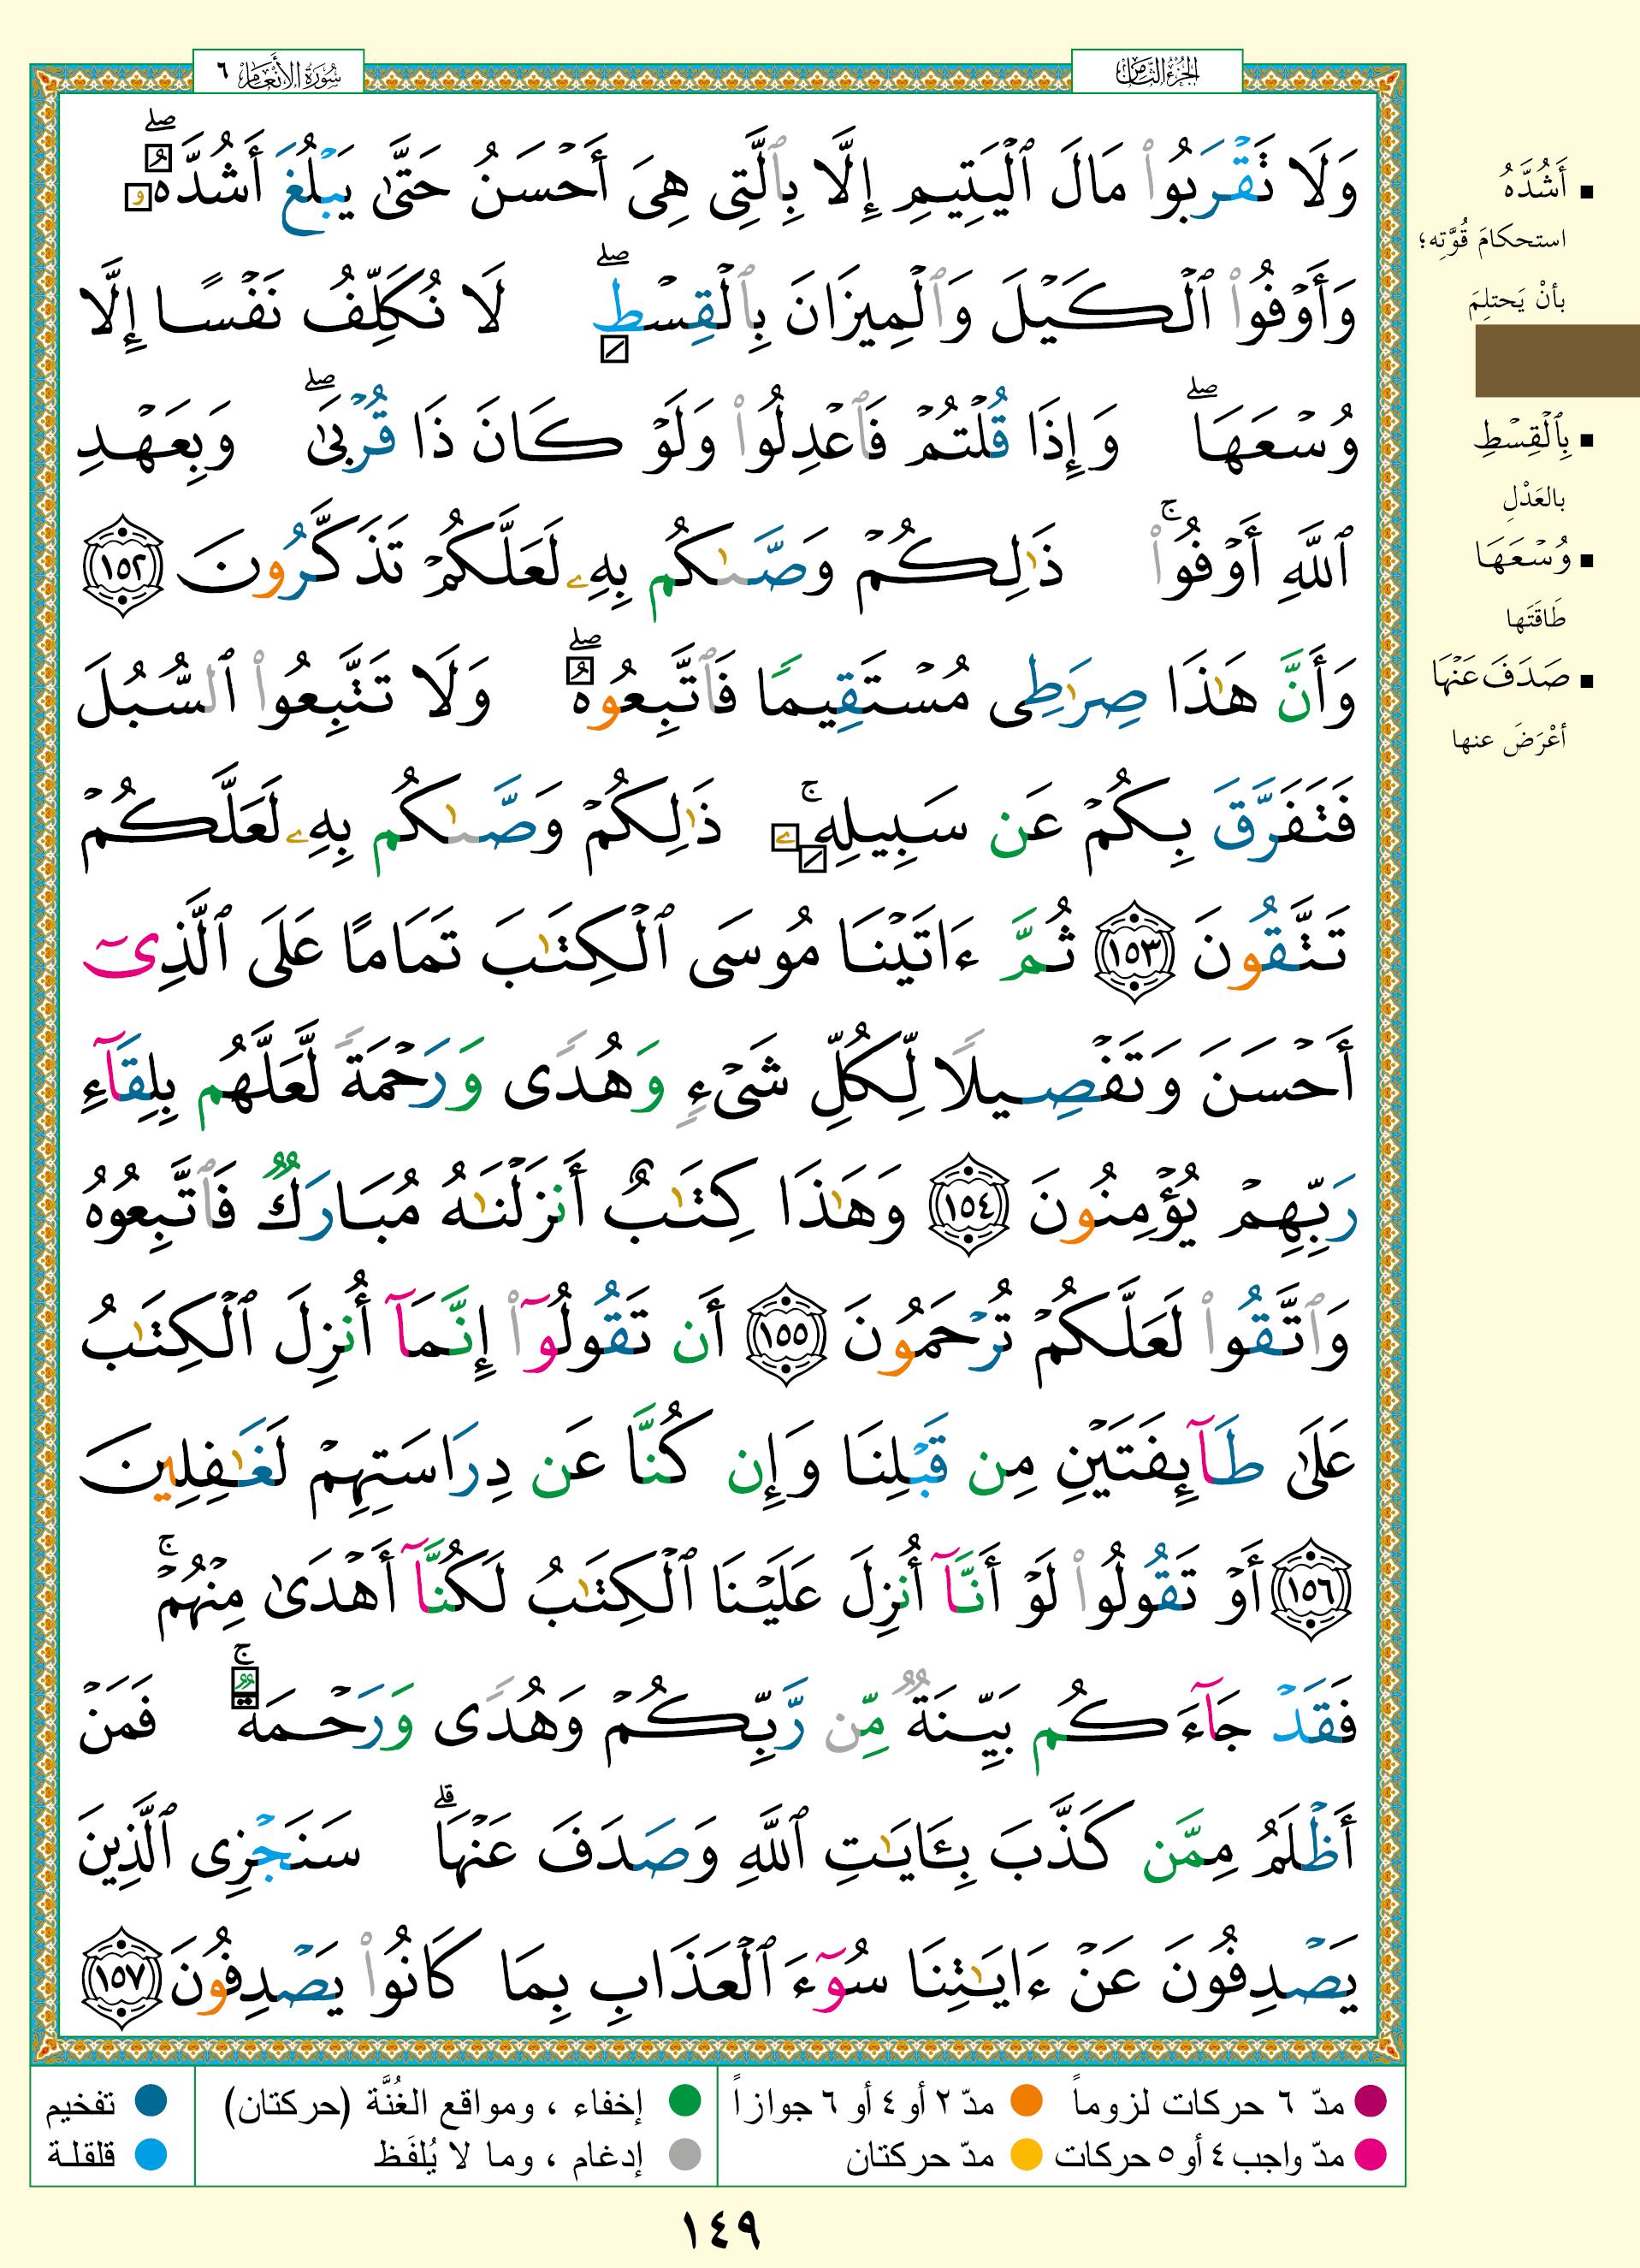 الجزء الثامن
سورة الأنعام ٦
وَلَا تَقْرَبُوا۟ مَالَ ٱلْيَتِيمِ إِلَّا بِٱلَّتِى هِىَ أَحْسَنُ حَتَّىٰ يَبْلُغَ أَشُدَّهُۥ ۖ
وَأَوْفُوا۟ ٱلْكَيْلَ وَٱلْمِيزَانَ بِٱلْقِسْطِ ۖ لَا نُكَلِّفُ نَفْسًا إِلَّا
وُسْعَهَا ۖ وَإِذَا قُلْتُمْ فَٱعْدِلُوا۟ وَلَوْ كَانَ ذَا قُرْبَىٰ ۖ وَبِعَهْدِ
ٱللَّهِ أَوْفُوا۟ ۚ ذَٰلِكُمْ وَصَّىٰكُم بِهِۦ لَعَلَّكُمْ تَذَكَّرُونَ ١٥٢
وَأَنَّ هَٰذَا صِرَٰطِى مُسْتَقِيمًا فَٱتَّبِعُوهُ ۖ وَلَا تَتَّبِعُوا۟ ٱلسُّبُلَ
فَتَفَرَّقَ بِكُمْ عَن سَبِيلِهِۦ ۚ ذَٰلِكُمْ وَصَّىٰكُم بِهِۦ لَعَلَّكُمْ
تَتَّقُونَ ١٥٣ ثُمَّ ءَاتَيْنَا مُوسَى ٱلْكِتَٰبَ تَمَامًا عَلَى ٱلَّذِىٓ
أَحْسَنَ وَتَفْصِيلًا لِّكُلِّ شَىْءٍ وَهُدًى وَرَحْمَةً لَّعَلَّهُم بِلِقَآءِ
رَبِّهِمْ يُؤْمِنُونَ ١٥٤ وَهَٰذَا كِتَٰبٌ أَنزَلْنَٰهُ مُبَارَكٌ فَٱتَّبِعُوهُ
وَٱتَّقُوا۟ لَعَلَّكُمْ تُرْحَمُونَ ١٥٥ أَن تَقُولُوٓا۟ إِنَّمَآ أُنزِلَ ٱلْكِتَٰبُ
عَلَىٰ طَآئِفَتَيْنِ مِن قَبْلِنَا وَإِن كُنَّا عَن دِرَاسَتِهِمْ لَغَٰفِلِينَ
١٥٦ أَوْ تَقُولُوا۟ لَوْ أَنَّآ أُنزِلَ عَلَيْنَا ٱلْكِتَٰبُ لَكُنَّآ أَهْدَىٰ مِنْهُمْ ۚ
فَقَدْ جَآءَكُم بَيِّنَةٌ مِّن رَّبِّكُمْ وَهُدًى وَرَحْمَةٌ ۚ فَمَنْ
أَظْلَمُ مِمَّن كَذَّبَ بِـَٔايَٰتِ ٱللَّهِ وَصَدَفَ عَنْهَا ۗ سَنَجْزِى ٱلَّذِينَ
يَصْدِفُونَ عَنْ ءَايَٰتِنَا سُوٓءَ ٱلْعَذَابِ بِمَا كَانُوا۟ يَصْدِفُونَ ١٥٧
أَشُدَّهُ
استحكامَ قُوَّتِه؛
بأنْ يَحتلِمَ
بِٱلْقِسْطِ
بالعَدْلِ
وُسْعَهَا
طَاقَتَها
صَدَفَ عَنْهَا
أعْرَضَ عنها
مدّ ٦ حركات لزوماً
مدّ ٢ أو ٤ أو ٦ جوازاً
إخفاء ، ومواقع الغُنَّة (حركتان)
تفخيم
مدّ واجب ٤ أو ٥ حركات
مدّ حركتان
إدغام ، وما لا يُلفَظ
قلقلة
١٤٩